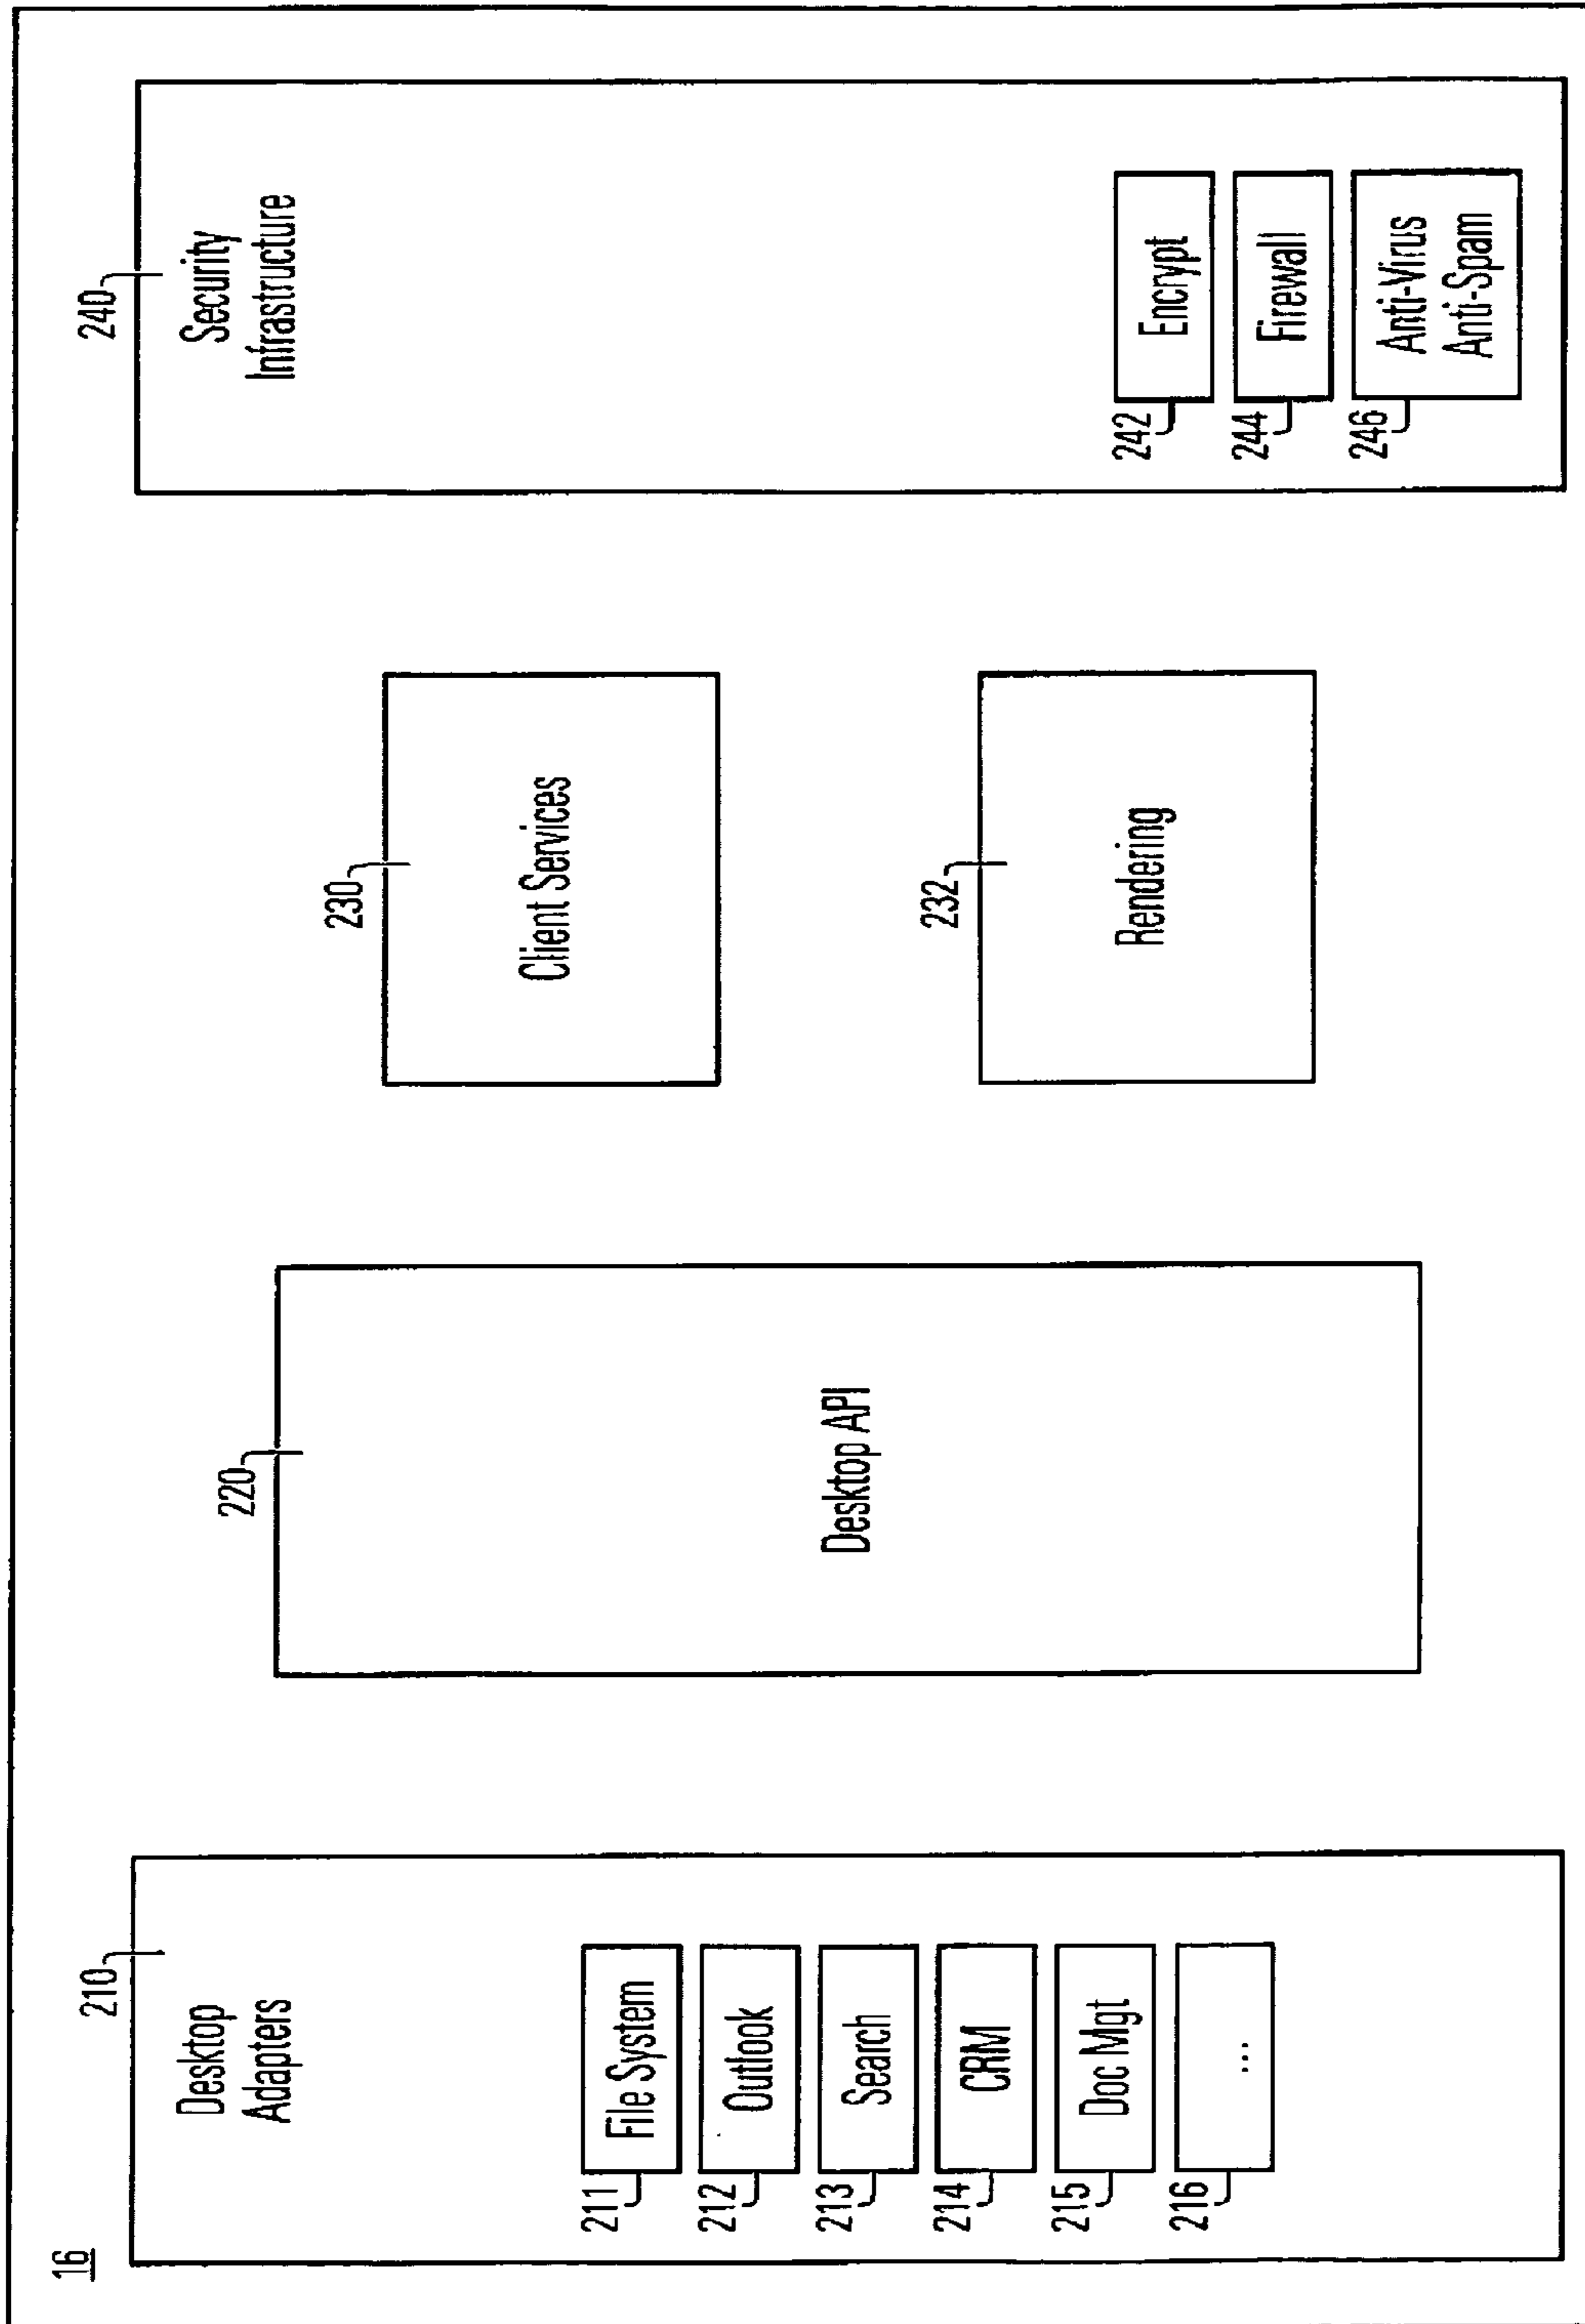 16
210
Desktop
Adapters
211
File System
212
Outlook
213
Search
214
CRM
215
Doc Mgt
216
...
220
Desktop API
230
Client Services
232
Rendering
240
Security
Infrastructure
242
Encrypt
244
Firewall
246
Anti-Virus
Anti-Spam